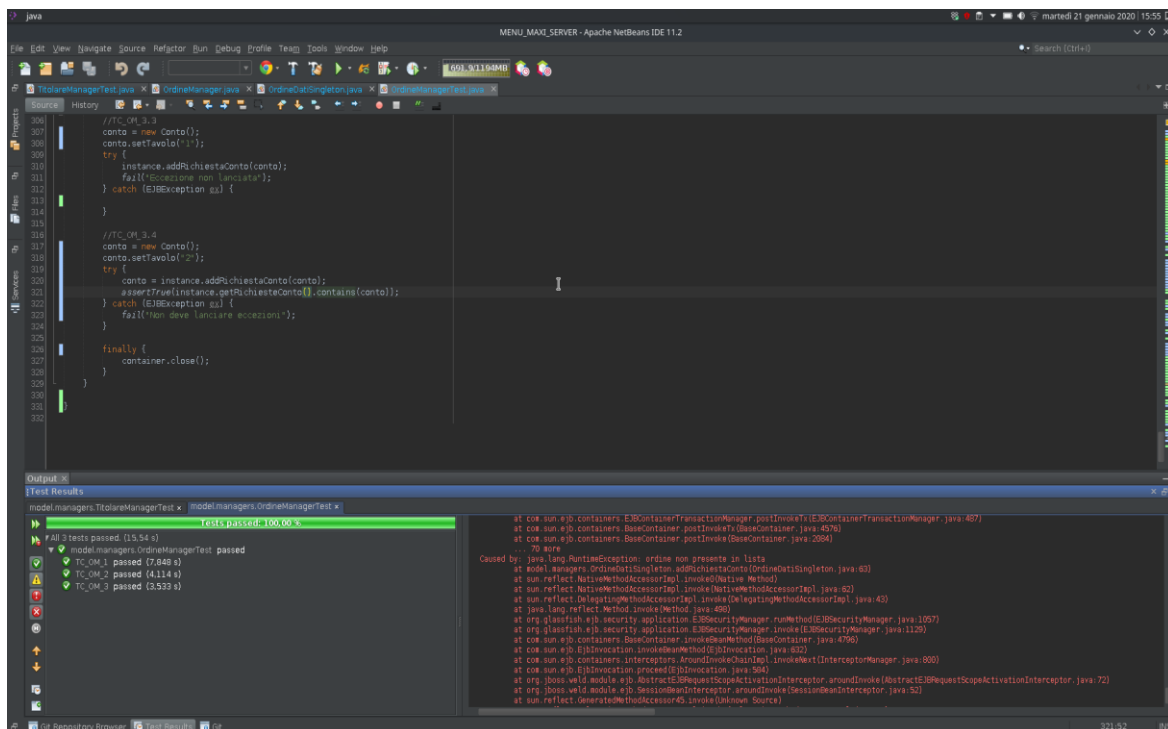 java
martedì 21 gennaio 2020 15:55
MENU_MAXI_SERVER - Apache NetBeans IDE 11.2
File Edit View Navigate Source Refactor Run Debug Profile Team Tools Window Help
Search (Ctrl+I)
691.9/1194MB
TitolareManagerTest.java OrdineManager.java OrdineDatiSingleton.java OrdineManagerTest.java
Source History
Projects
Files
Services
306 //TC_OM_3.3
307 conto = new Conto();
308 conto.setTavolo("1");
309 try {
310 instance.addRichiestaConto(conto);
311 fail("Eccezione non lanciata");
312 } catch (EJBException ex) {
313
314 }
315
316 //TC_OM_3.4
317 conto = new Conto();
318 conto.setTavolo("2");
319 try {
320 conto = instance.addRichiestaConto(conto);
321 assertTrue(instance.getRichiesteConto().contains(conto));
322 } catch (EJBException ex) {
323 fail("Non deve lanciare eccezioni");
324 }
325
326 finally {
327 container.close();
328 }
329 }
330
331 }
332
Output
Test Results
model.managers.TitolareManagerTest model.managers.OrdineManagerTest
Tests passed: 100,00 %
All 3 tests passed. (15,54 s)
model.managers.OrdineManagerTest passed
TC_OM_1 passed (7,848 s)
TC_OM_2 passed (4,114 s)
TC_OM_3 passed (3,533 s)
at com.sun.ejb.containers.EJBContainerTransactionManager.postInvokeTx(EJBContainerTransactionManager.java:487)
at com.sun.ejb.containers.BaseContainer.postInvokeTx(BaseContainer.java:4576)
at com.sun.ejb.containers.BaseContainer.postInvoke(BaseContainer.java:2084)
... 70 more
Caused by: java.lang.RuntimeException: ordine non presente in lista
at model.managers.OrdineDatiSingleton.addRichiestaConto(OrdineDatiSingleton.java:63)
at sun.reflect.NativeMethodAccessorImpl.invoke0(Native Method)
at sun.reflect.NativeMethodAccessorImpl.invoke(NativeMethodAccessorImpl.java:62)
at sun.reflect.DelegatingMethodAccessorImpl.invoke(DelegatingMethodAccessorImpl.java:43)
at java.lang.reflect.Method.invoke(Method.java:498)
at org.glassfish.ejb.security.application.EJBSecurityManager.runMethod(EJBSecurityManager.java:1057)
at org.glassfish.ejb.security.application.EJBSecurityManager.invoke(EJBSecurityManager.java:1129)
at com.sun.ejb.containers.BaseContainer.invokeBeanMethod(BaseContainer.java:4796)
at com.sun.ejb.EjbInvocation.invokeBeanMethod(EjbInvocation.java:632)
at com.sun.ejb.containers.interceptors.AroundInvokeChainImpl.invokeNext(InterceptorManager.java:800)
at com.sun.ejb.EjbInvocation.proceed(EjbInvocation.java:584)
at org.jboss.weld.module.ejb.AbstractEJBRequestScopeActivationInterceptor.aroundInvoke(AbstractEJBRequestScopeActivationInterceptor.java:72)
at org.jboss.weld.module.ejb.SessionBeanInterceptor.aroundInvoke(SessionBeanInterceptor.java:52)
at sun.reflect.GeneratedMethodAccessor45.invoke(Unknown Source)
Git Repository Browser Test Results Git
321:52